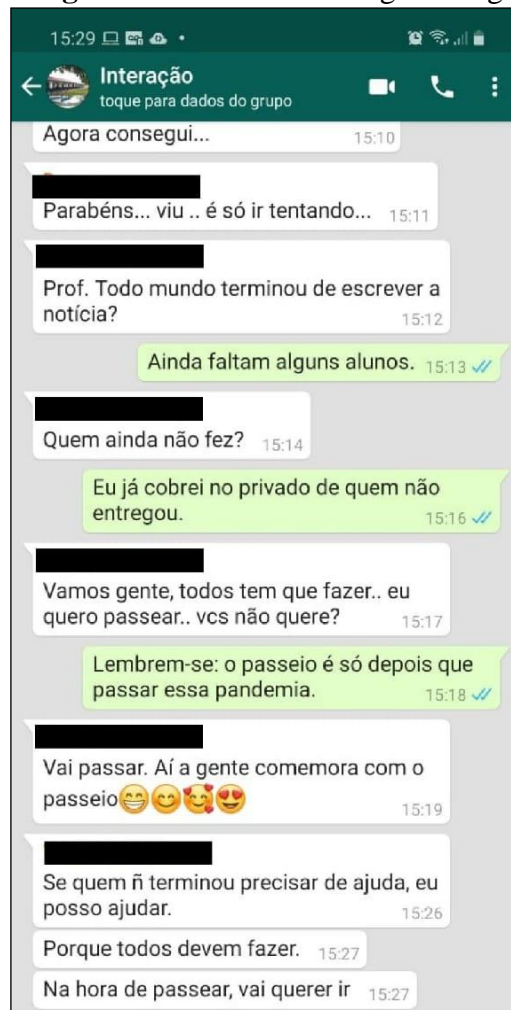 15:29
Interação
toque para dados do grupo
Agora consegui...
15:10
Parabéns... viu .. é só ir tentando...
15:11
Prof. Todo mundo terminou de escrever a
notícia?
15:12
Ainda faltam alguns alunos.
15:13
Quem ainda não fez?
15:14
Eu já cobrei no privado de quem não
entregou.
15:16
Vamos gente, todos tem que fazer.. eu
quero passear.. vcs não quere?
15:17
Lembrem-se: o passeio é só depois que
passar essa pandemia.
15:18
Vai passar. Aí a gente comemora com o
passeio😁😊🥰😍
15:19
Se quem ñ terminou precisar de ajuda, eu
posso ajudar.
15:26
Porque todos devem fazer.
15:27
Na hora de passear, vai querer ir
15:27